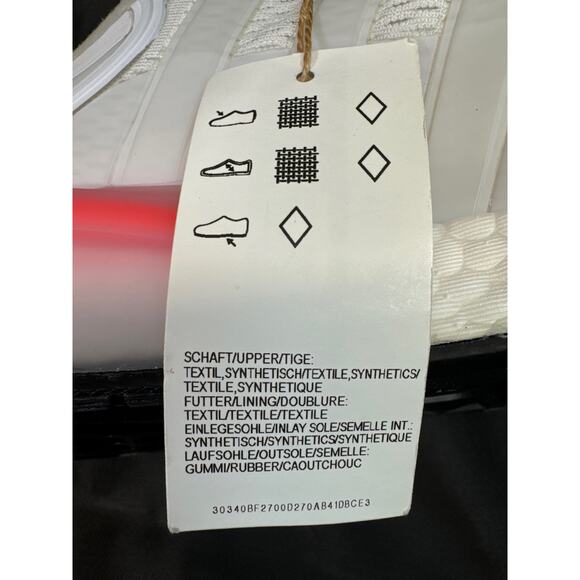 SCHAFT/UPPER/TIGE:
TEXTIL,SYNTHETISCH/TEXTILE,SYNTHETICS/
TEXTILE,SYNTHETIQUE
FUTTER/LINING/DOUBLURE:
TEXTIL/TEXTILE/TEXTILE
EINLEGESOHLE/INLAY SOLE/SEMELLE INT.:
SYNTHETISCH/SYNTHETICS/SYNTHETIQUE
LAUFSOHLE/OUTSOLE/SEMELLE:
GUMMI/RUBBER/CAOUTCHOUC
30340BF2700D270AB41DBCE3